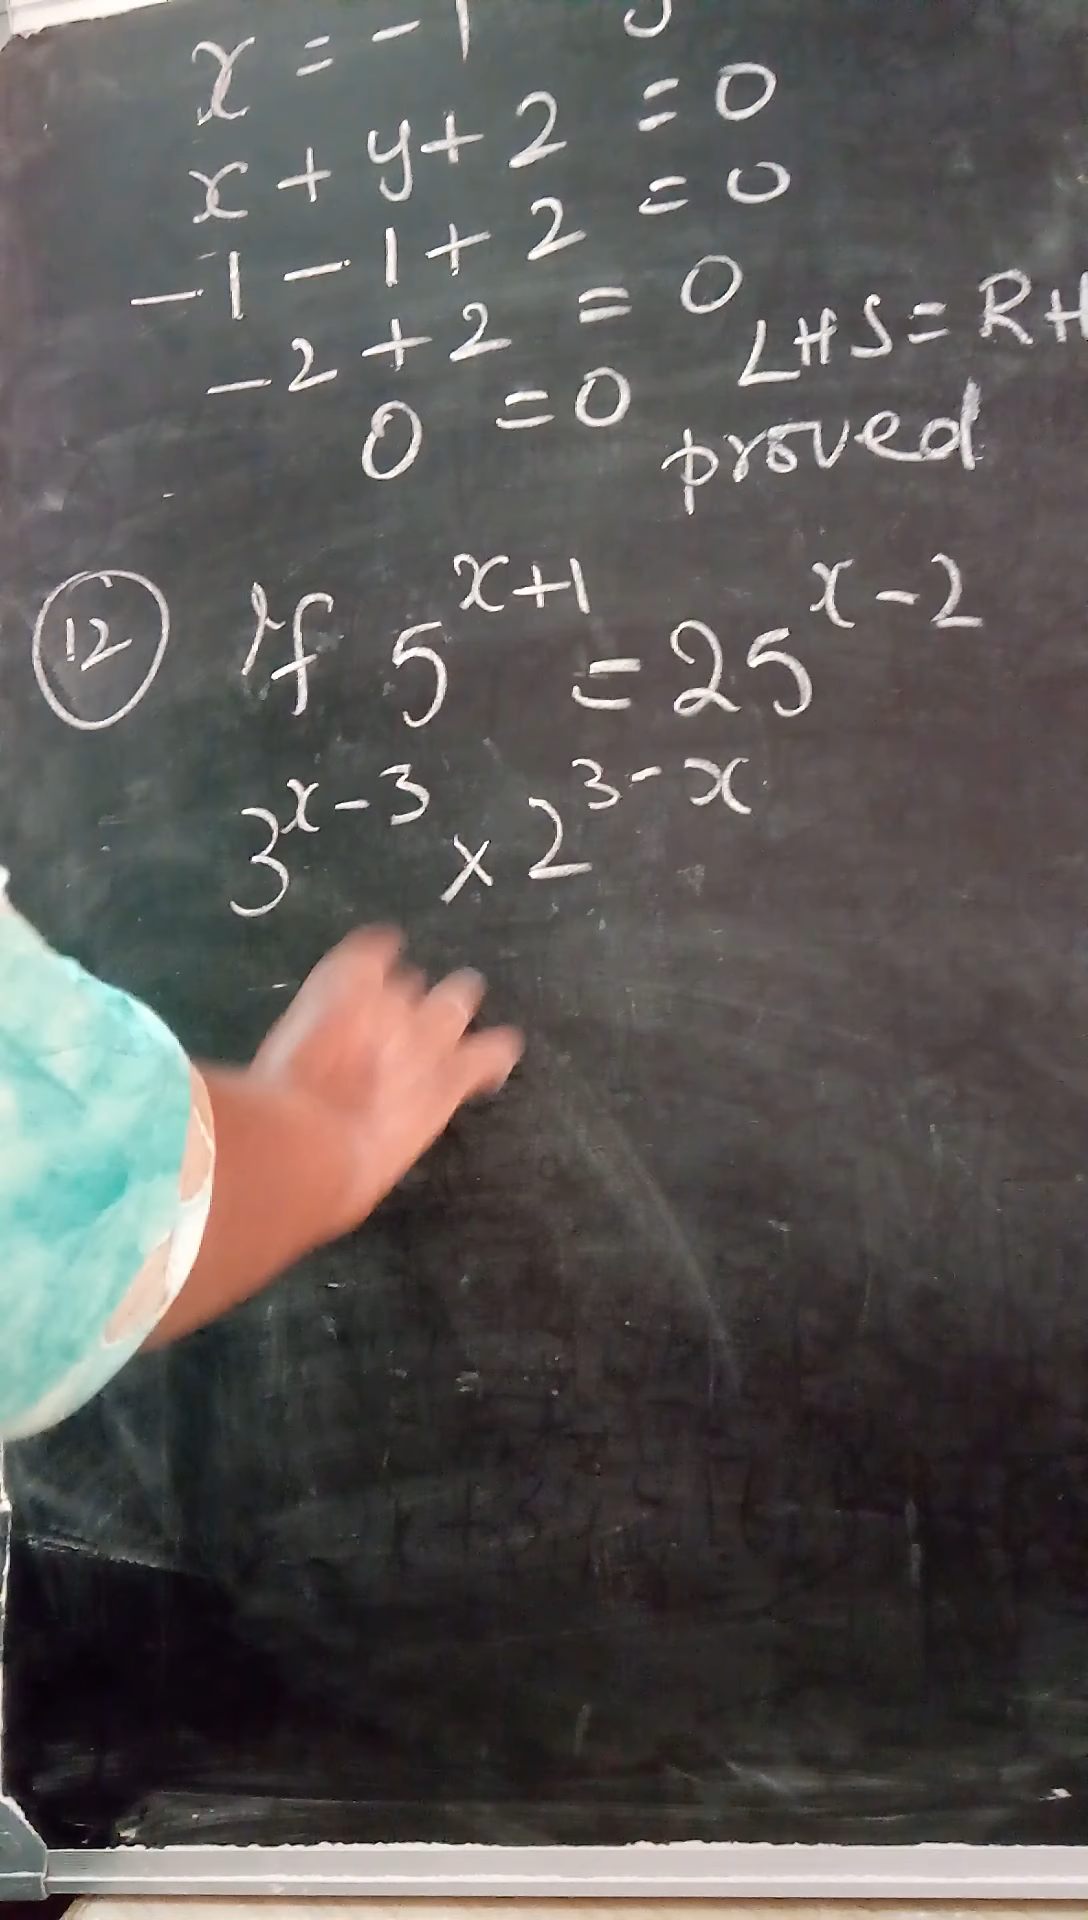 x = -1
x + y + 2 = 0
-1 - 1 + 2 = 0
-2 + 2 = 0 LHS = RH
0 = 0 proved
12 If 5^{x+1} = 25^{x-2}
3^{x-3} × 2^{3-x}